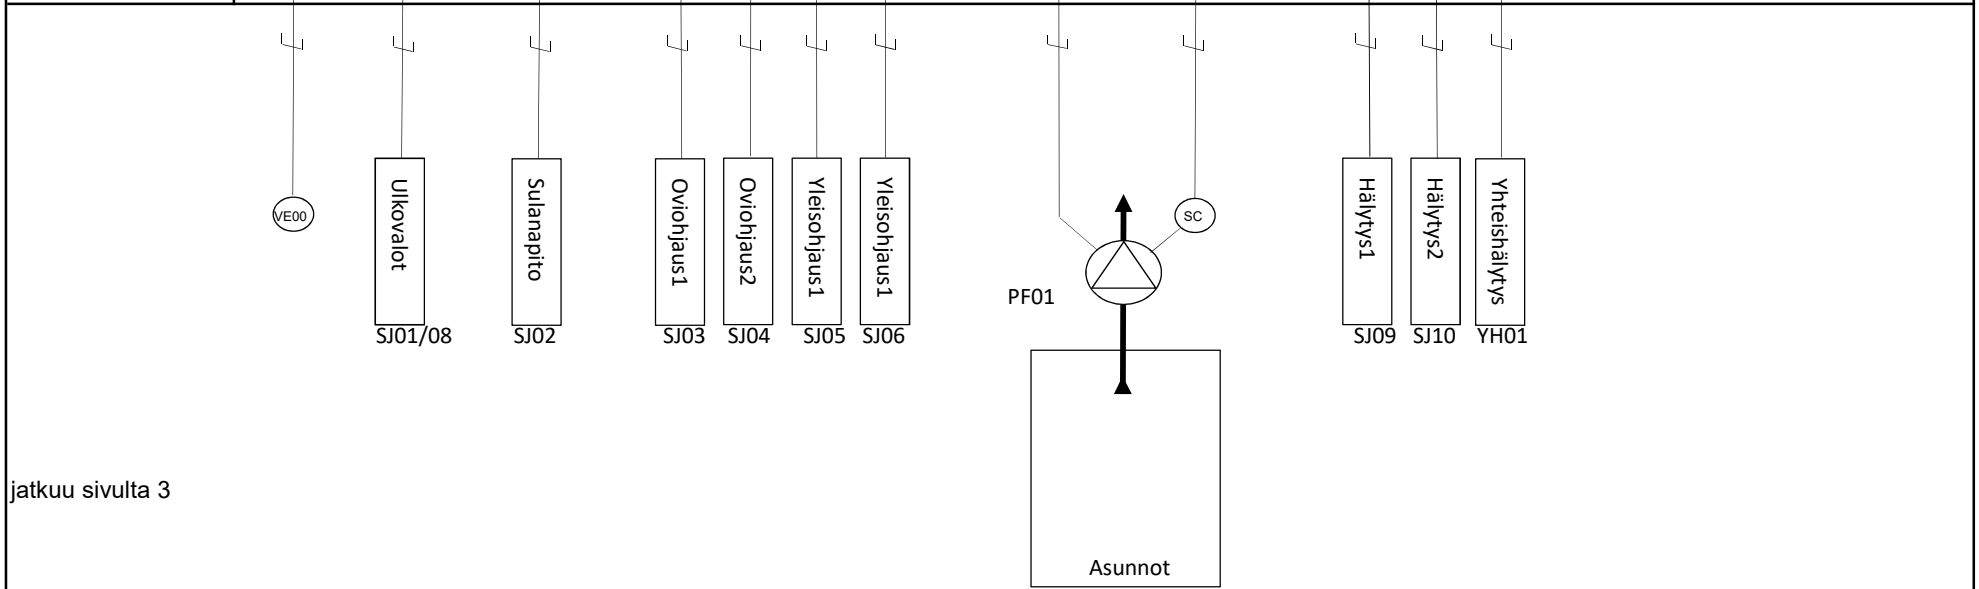 VE00
Ulkovalot
SJ01/08
Sulanapito
SJ02
Oviohjaus1
SJ03
Oviohjaus2
SJ04
Yleisohjaus1
SJ05
Yleisohjaus1
SJ06
PF01
SC
Asunnot
Hälytys1
SJ09
Hälytys2
SJ10
Yhteishälytys
YH01
jatkuu sivulta 3